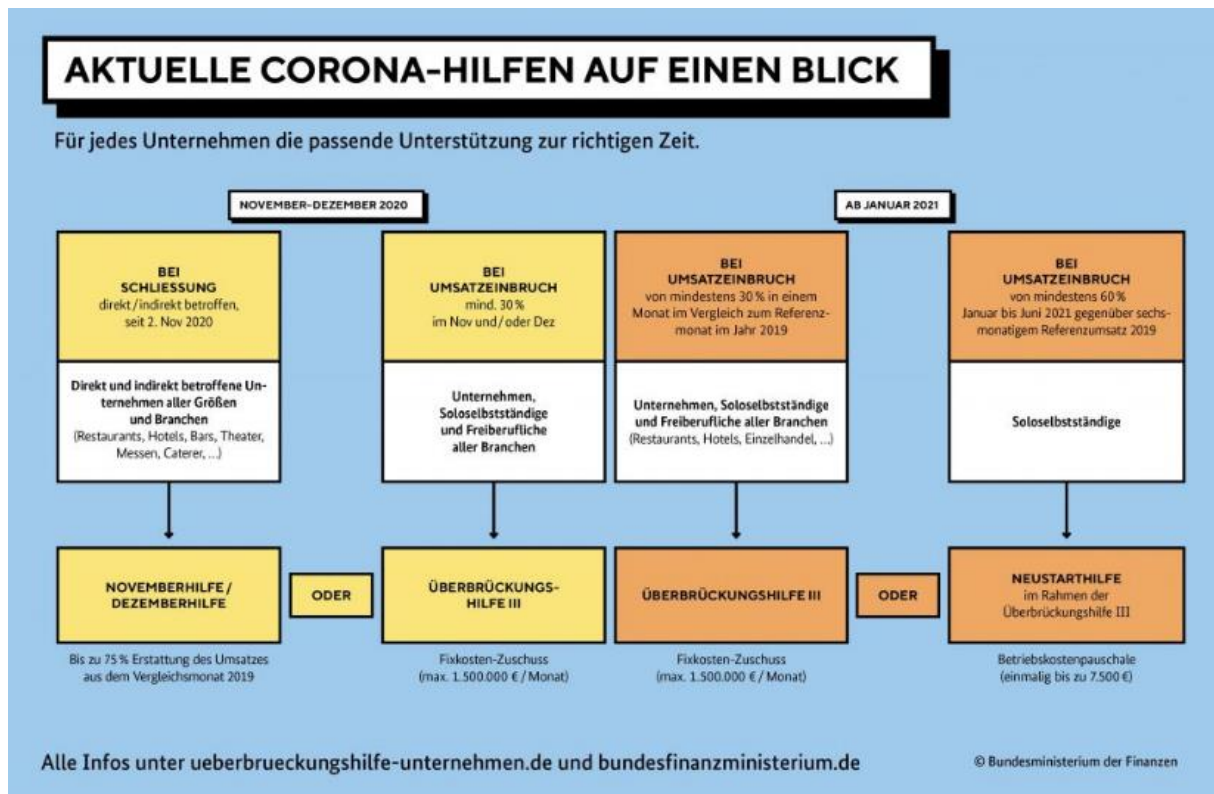 AKTUELLE CORONA-HILFEN AUF EINEN BLICK
Für jedes Unternehmen die passende Unterstützung zur richtigen Zeit.
NOVEMBER-DEZEMBER 2020
BEI
SCHLIESSUNG
direkt/indirekt betroffen,
seit 2. Nov 2020
Direkt und indirekt betroffene Un-
ternehmen aller Größen
und Branchen
(Restaurants, Hotels, Bars, Theater,
Messen, Caterer, ...)
NOVEMBERHILFE/
DEZEMBERHILFE
Bis zu 75 % Erstattung des Umsatzes
aus dem Vergleichsmonat 2019
ODER
BEI
UMSATZEINBRUCH
mind. 30 %
im Nov und/oder Dez
Unternehmen,
Soloselbstständige
und Freiberufliche
aller Branchen
ÜBERBRÜCKUNGS-
HILFE III
Fixkosten-Zuschuss
(max. 1.500.000 € / Monat)
AB JANUAR 2021
BEI
UMSATZEINBRUCH
von mindestens 30 % in einem
Monat im Vergleich zum Referenz-
monat im Jahr 2019
Unternehmen, Soloselbstständige
und Freiberufliche aller Branchen
(Restaurants, Hotels, Einzelhandel, ...)
ÜBERBRÜCKUNGSHILFE III
Fixkosten-Zuschuss
(max. 1.500.000 € / Monat)
ODER
BEI
UMSATZEINBRUCH
von mindestens 60 %
Januar bis Juni 2021 gegenüber sechs-
monatigem Referenzumsatz 2019
Soloselbstständige
NEUSTARTHILFE
im Rahmen der
Überbrückungshilfe III
Betriebskostenpauschale
(einmalig bis zu 7.500 €)
Alle Infos unter ueberbrueckungshilfe-unternehmen.de und bundesfinanzministerium.de
© Bundesministerium der Finanzen